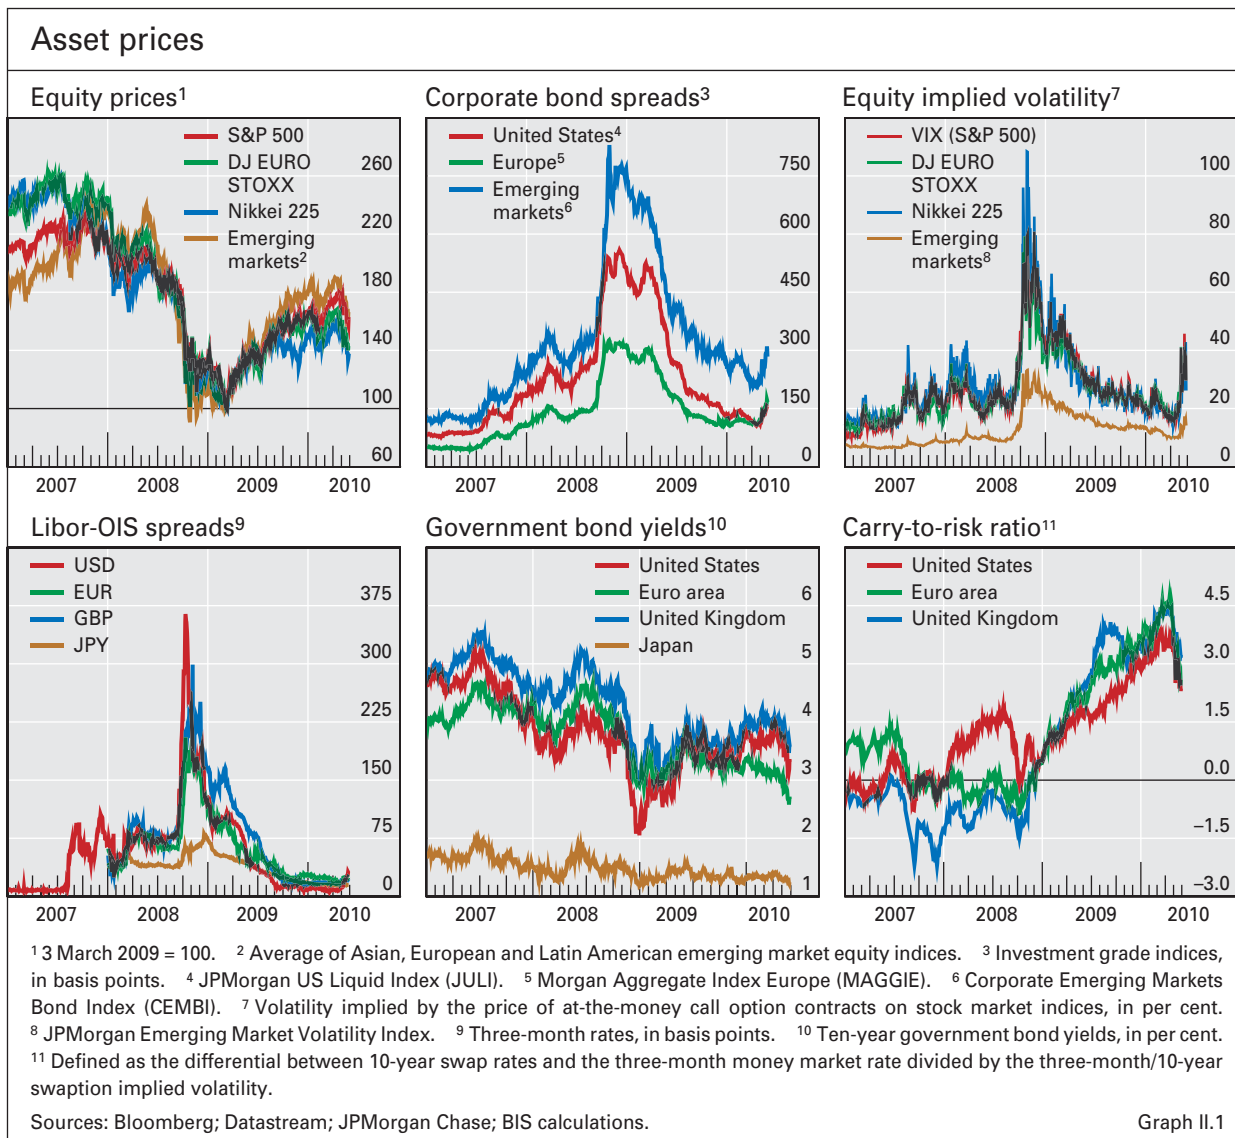 Asset prices
Equity prices¹
S&P 500
DJ EURO
STOXX
Nikkei 225
Emerging
markets²
260
220
180
140
100
60
2007 2008 2009 2010
Corporate bond spreads³
United States⁴
Europe⁵
Emerging
markets⁶
750
600
450
300
150
0
2007 2008 2009 2010
Equity implied volatility⁷
VIX (S&P 500)
DJ EURO
STOXX
Nikkei 225
Emerging
markets⁸
100
80
60
40
20
0
2007 2008 2009 2010
Libor-OIS spreads⁹
USD
EUR
GBP
JPY
375
300
225
150
75
0
2007 2008 2009 2010
Government bond yields¹⁰
United States
Euro area
United Kingdom
Japan
6
5
4
3
2
1
2007 2008 2009 2010
Carry-to-risk ratio¹¹
United States
Euro area
United Kingdom
4.5
3.0
1.5
0.0
–1.5
–3.0
2007 2008 2009 2010
¹ 3 March 2009 = 100. ² Average of Asian, European and Latin American emerging market equity indices. ³ Investment grade indices,
in basis points. ⁴ JPMorgan US Liquid Index (JULI). ⁵ Morgan Aggregate Index Europe (MAGGIE). ⁶ Corporate Emerging Markets
Bond Index (CEMBI). ⁷ Volatility implied by the price of at-the-money call option contracts on stock market indices, in per cent.
⁸ JPMorgan Emerging Market Volatility Index. ⁹ Three-month rates, in basis points. ¹⁰ Ten-year government bond yields, in per cent.
¹¹ Defined as the differential between 10-year swap rates and the three-month money market rate divided by the three-month/10-year
swaption implied volatility.
Sources: Bloomberg; Datastream; JPMorgan Chase; BIS calculations. Graph II.1